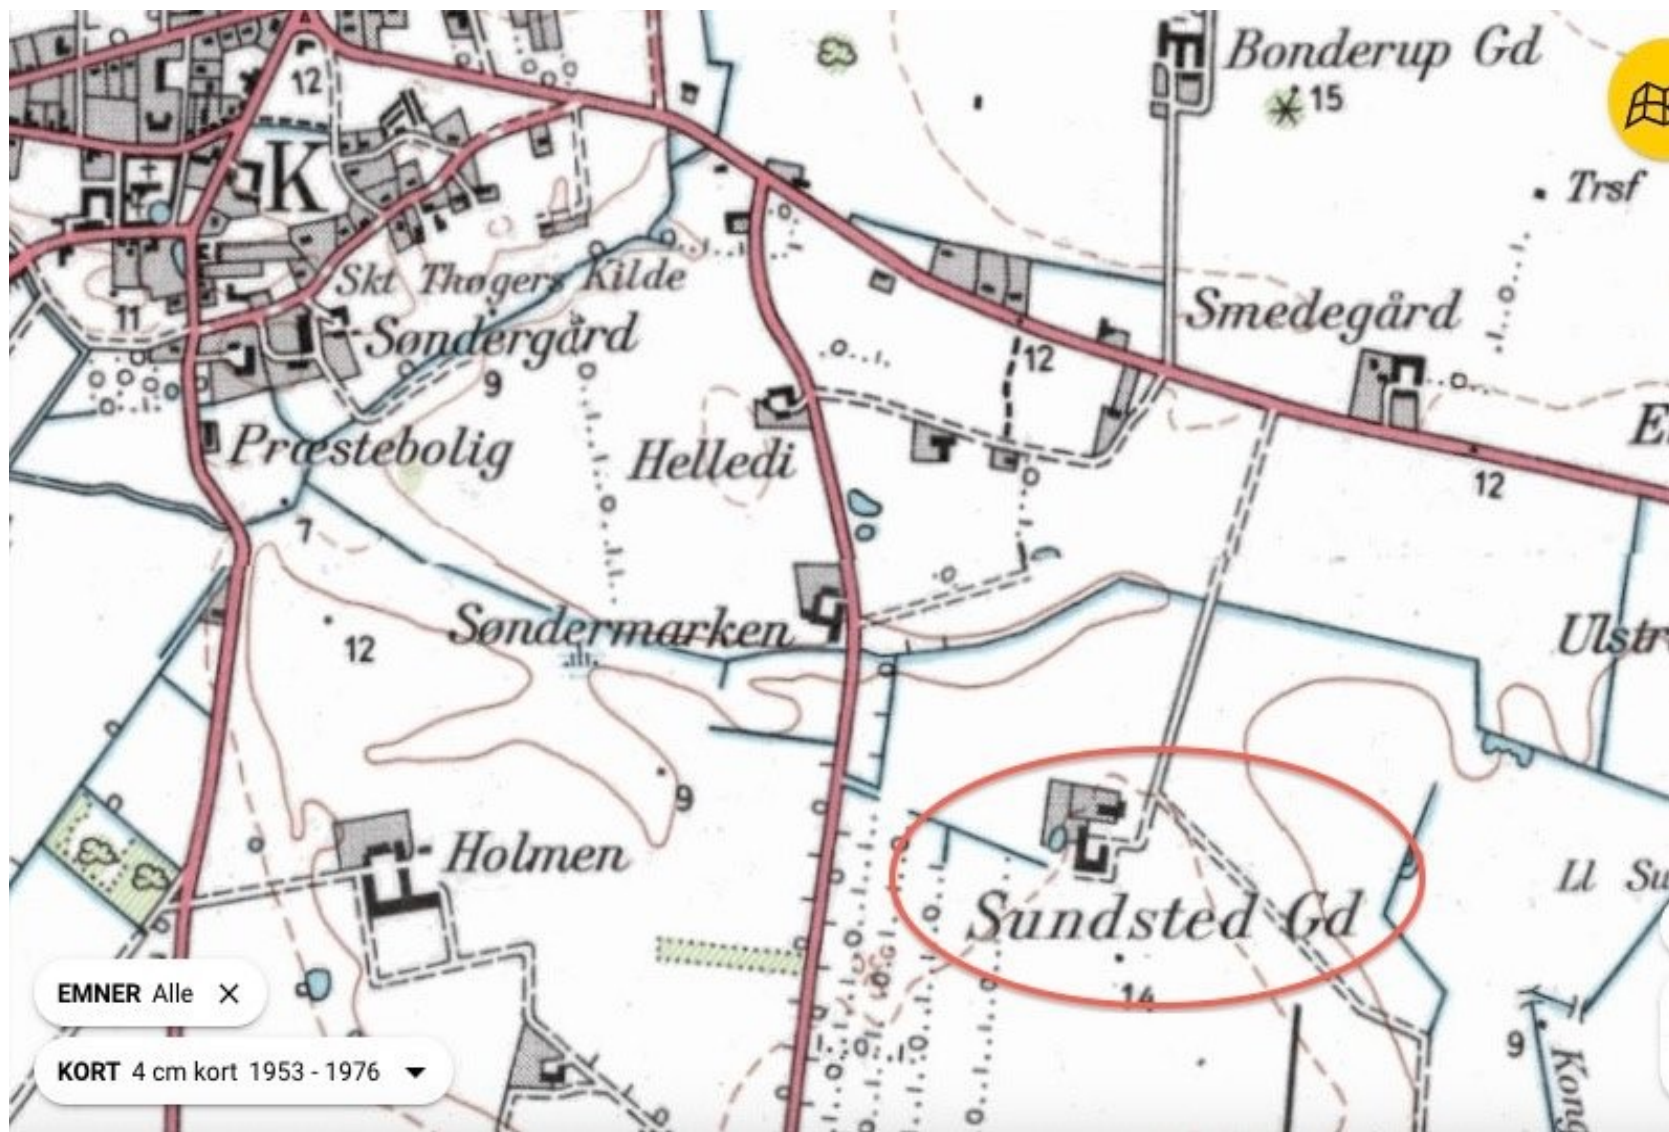 Bonderup Gd
12
15
K
Trsf
Skt Thøgers Kilde
Smedegård
11
Søndergård
12
9
Præstebolig
Helledi
12
7
Søndermarken
12
9
Holmen
Ll Su
Sundsted Gd
14
EMNER Alle
9
KORT 4 cm kort 1953 - 1976
Kong